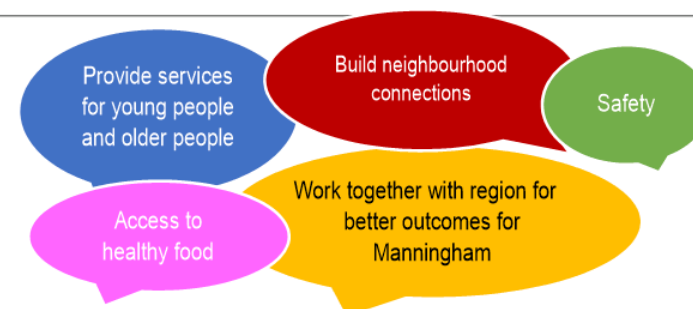 Provide services
for young people
and older people
Build neighbourhood
connections
Safety
Access to
healthy food
Work together with region for
better outcomes for
Manningham